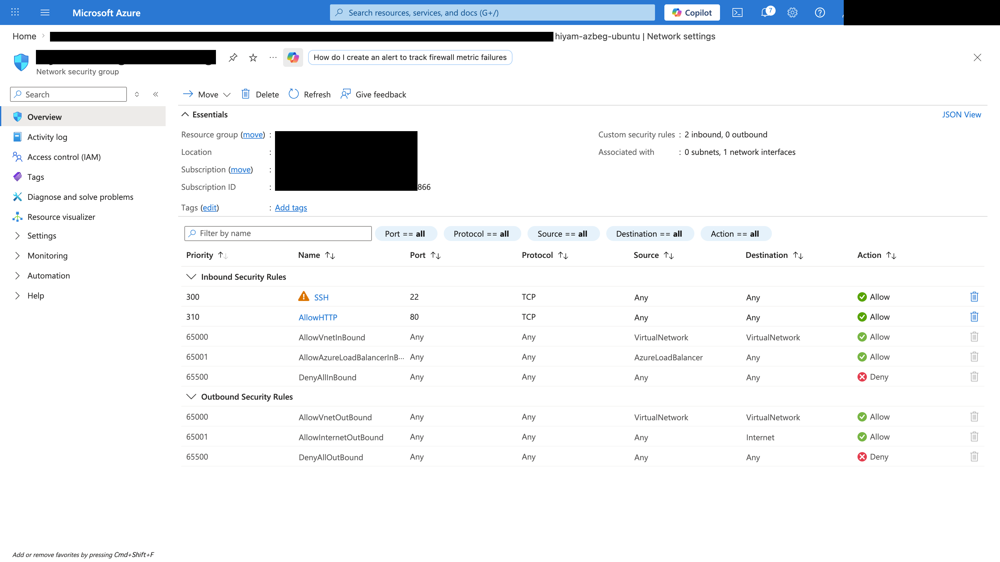 Microsoft Azure
Search resources, services, and docs (G+/)
Copilot
7
Home
hiyam-azbeg-ubuntu | Network settings
How do I create an alert to track firewall metric failures
Network security group
Search
Move
Delete
Refresh
Give feedback
Overview
Activity log
Access control (IAM)
Tags
Diagnose and solve problems
Resource visualizer
Settings
Monitoring
Automation
Help
Essentials
JSON View
Resource group (move) :
Location :
Subscription (move) :
Subscription ID : 866
Custom security rules : 2 inbound, 0 outbound
Associated with : 0 subnets, 1 network interfaces
Tags (edit) : Add tags
Filter by name
Port == all
Protocol == all
Source == all
Destination == all
Action == all
Priority Name Port Protocol Source Destination Action
Inbound Security Rules
300 SSH 22 TCP Any Any Allow
310 AllowHTTP 80 TCP Any Any Allow
65000 AllowVnetInBound Any Any VirtualNetwork VirtualNetwork Allow
65001 AllowAzureLoadBalancerInB... Any Any AzureLoadBalancer Any Allow
65500 DenyAllInBound Any Any Any Any Deny
Outbound Security Rules
65000 AllowVnetOutBound Any Any VirtualNetwork VirtualNetwork Allow
65001 AllowInternetOutBound Any Any Any Internet Allow
65500 DenyAllOutBound Any Any Any Any Deny
Add or remove favorites by pressing Cmd+Shift+F